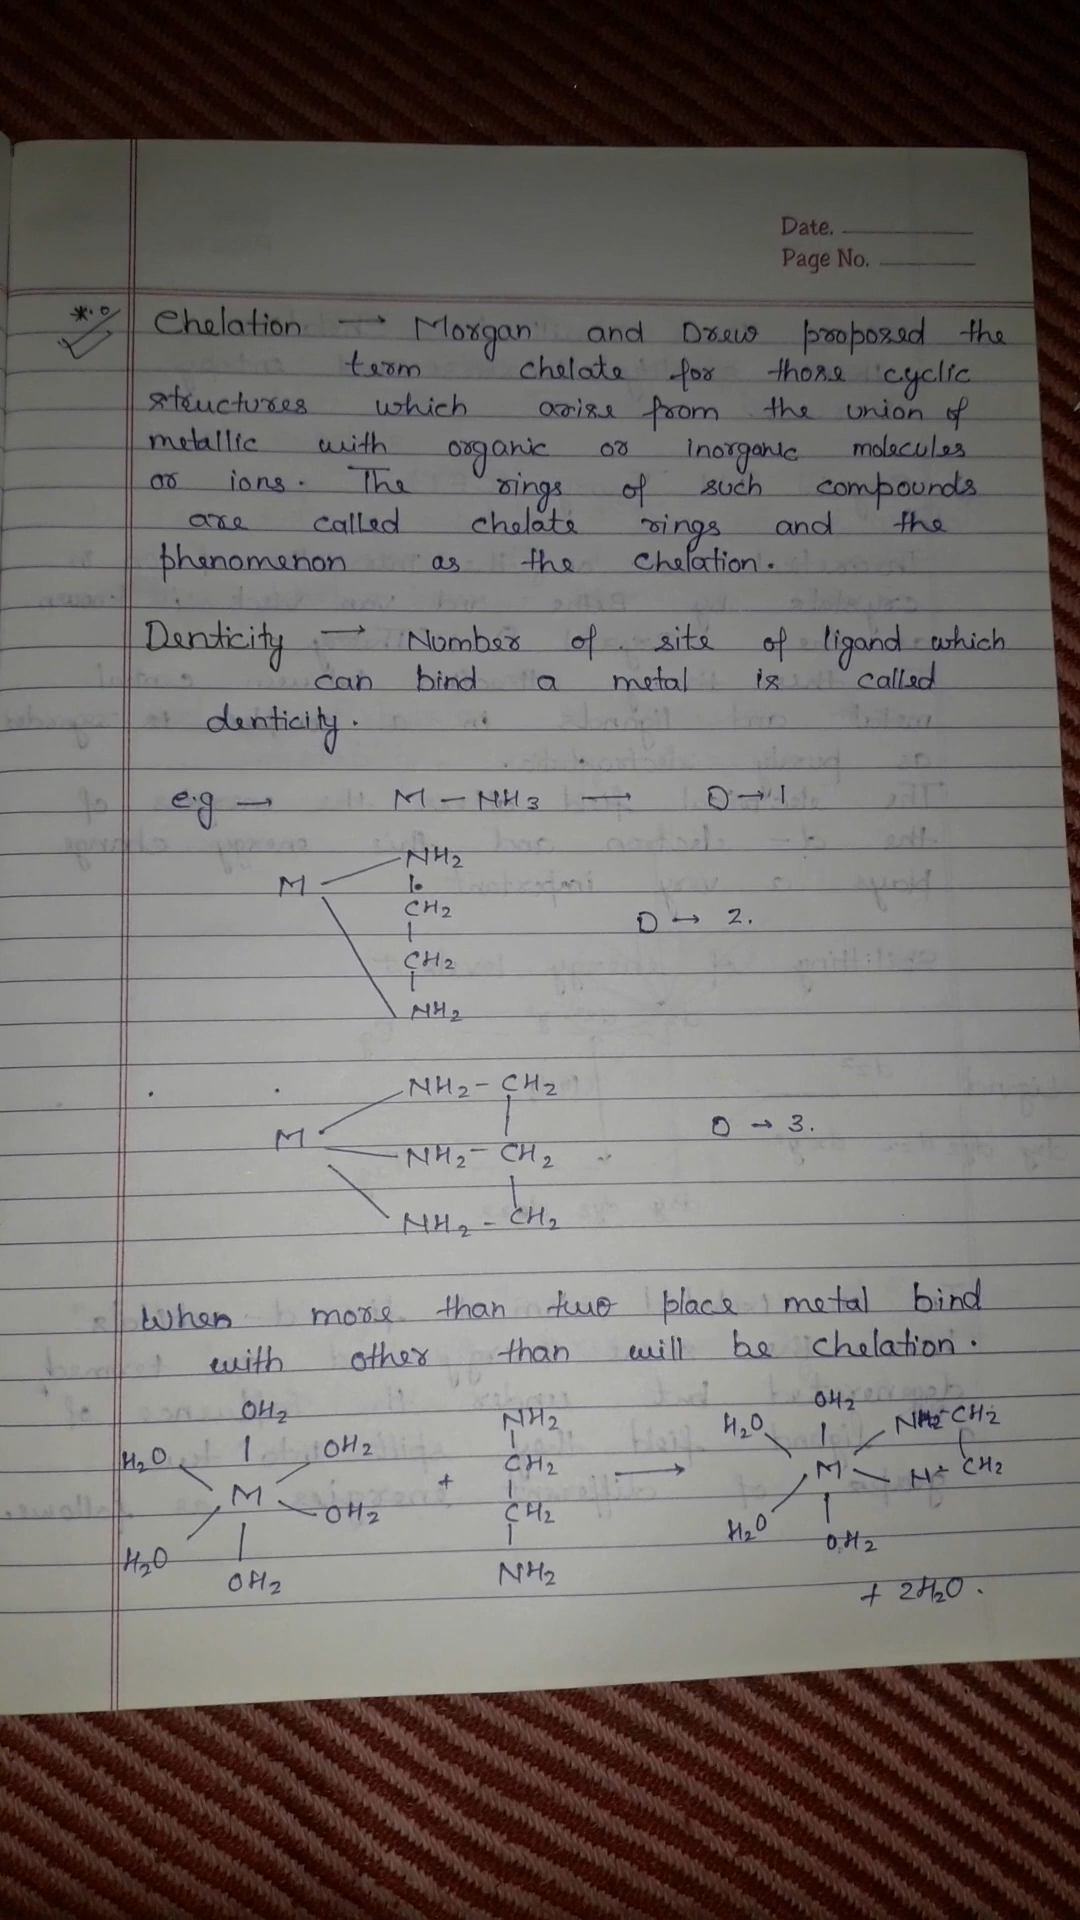 Date.
Page No.
Chelation → Morgan and Drew proposed the
term chelate for those cyclic
structures which arise from the union of
metallic with organic or inorganic molecules
or ions. The rings of such compounds
are called chelate rings and the
phenomenon as the chelation.
Denticity → Number of site of ligand which
can bind a metal is called
denticity.
e.g → M - NH3 → D → 1
NH2
M
CH2
D → 2.
CH2
NH2
NH2 - CH2
M
D → 3.
NH2 - CH2
NH2 - CH2
When more than two place metal bind
with other than will be chelation.
OH2 NH2 OH2
H2O OH2 CH2 H2O NH2 - CH2
M + → M
OH2 CH2 CH2
H2O H2O OH2
OH2 NH2
+ 2H2O.